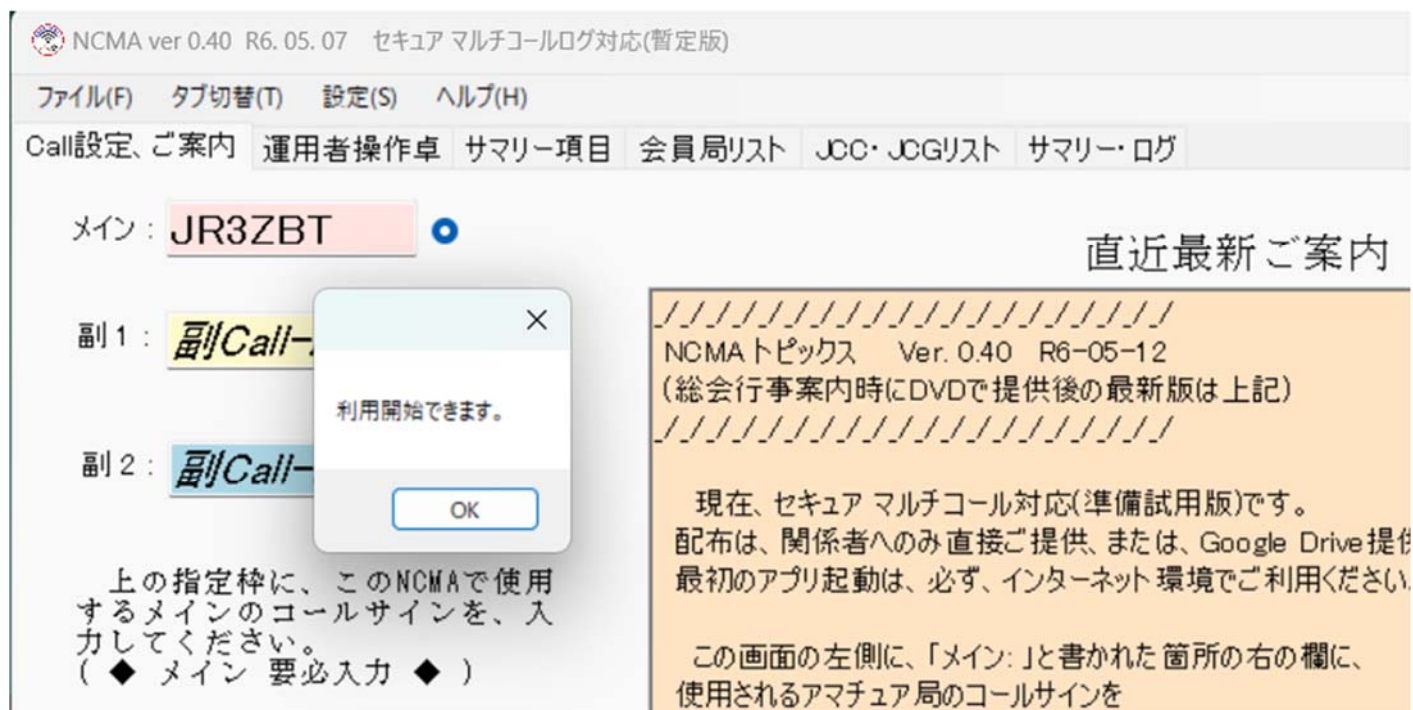 NCMA ver 0.40 R6. 05. 07 セキュア マルチコールログ対応(暫定版)
ファイル(F) タブ切替(T) 設定(S) ヘルプ(H)
Call設定、ご案内 運用者操作卓 サマリー項目 会員局リスト JCC・JCGリスト サマリー・ログ
メイン : JR3ZBT
副1 : 副Call-
副2 : 副Call-
利用開始できます。
OK
上の指定枠に、このNCMAで使用
するメインのコールサインを、入
力してください。
( ◆ メイン 要必入力 ◆ )
直近最新ご案内
_/_/_/_/_/_/_/_/_/_/_/_/_/_/_/_/_/_/_/_/
NCMAトピックス Ver. 0.40 R6-05-12
(総会行事案内時にDVDで提供後の最新版は上記)
_/_/_/_/_/_/_/_/_/_/_/_/_/_/_/_/_/_/_/_/
現在、セキュア マルチコール対応(準備試用版)です。
配布は、関係者へのみ直接ご提供、または、Google Drive提供
最初のアプリ起動は、必ず、インターネット環境でご利用ください
この画面の左側に、「メイン:」と書かれた箇所の右の欄に、
使用されるアマチュア局のコールサインを